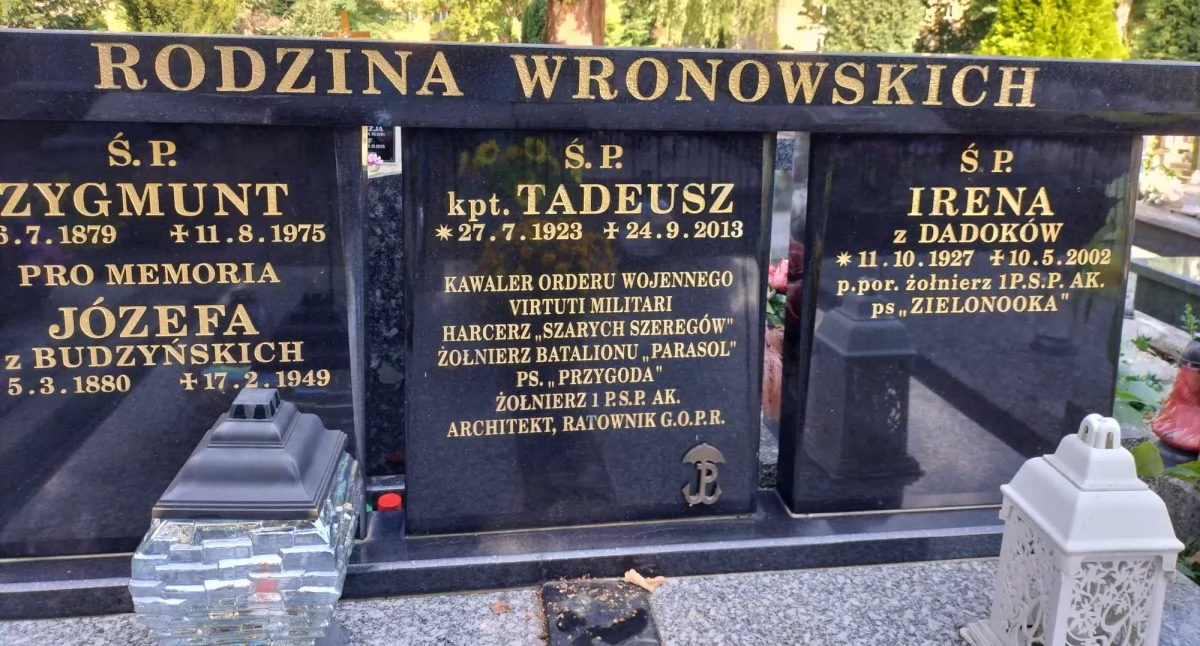 RODZINA WRONOWSKICH
Ś.P.
ZYGMUNT
6.7.1879 ✝11.8.1975
PRO MEMORIA
JÓZEFA
z BUDZYŃSKICH
5.3.1880 ✝17.2.1949
Ś.P.
kpt. TADEUSZ
✶27.7.1923 ✝24.9.2013
KAWALER ORDERU WOJENNEGO
VIRTUTI MILITARI
HARCERZ „SZARYCH SZEREGÓW"
ŻOŁNIERZ BATALIONU „PARASOL"
PS. „PRZYGODA"
ŻOŁNIERZ 1 P.S.P. AK.
ARCHITEKT, RATOWNIK G.O.P.R.
Ś.P.
IRENA
z DADOKÓW
✶11.10.1927 ✝10.5.2002
p.por. żołnierz 1P.S.P. AK.
ps „ZIELONOOKA"